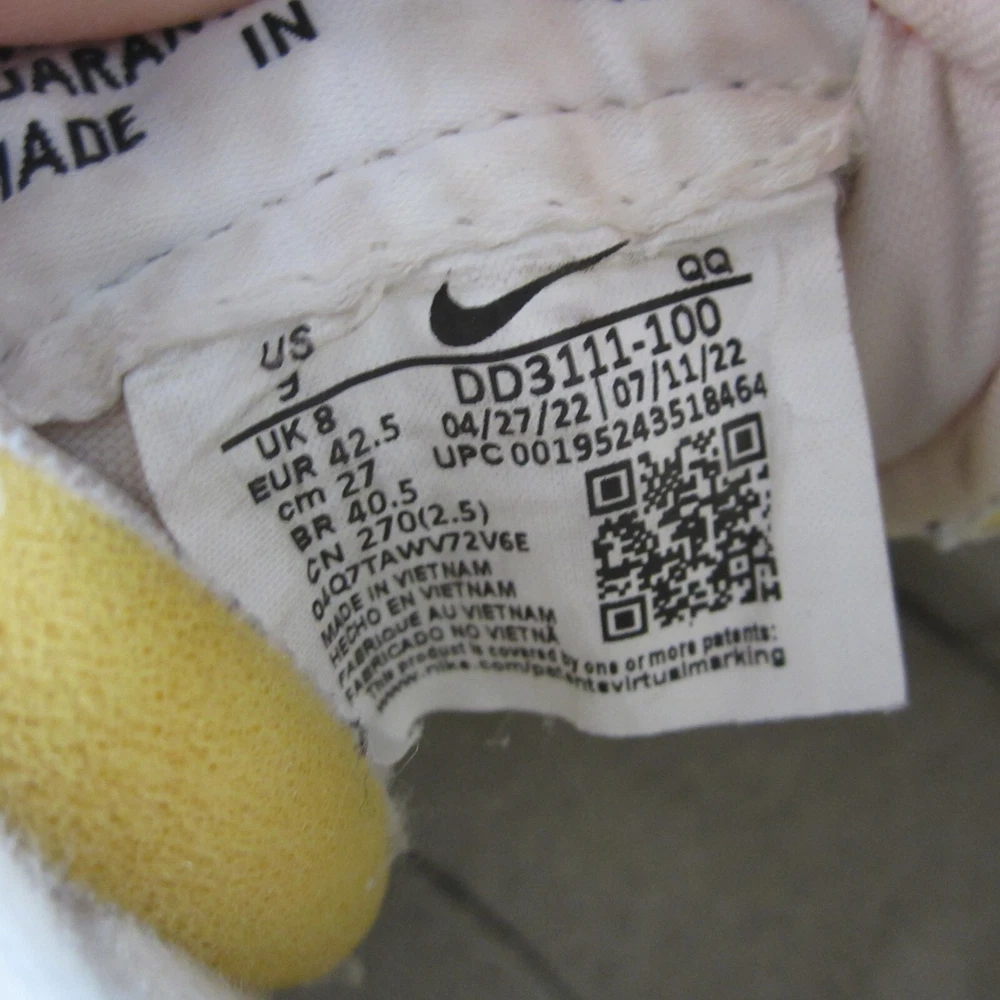 IN
MADE
QQ
US
9
UK 8
EUR 42.5
cm 27
BR 40.5
CN 270(2.5)
DD3111-100
04/27/22 | 07/11/22
UPC 00195243518464
04Q7TAWV72V6E
MADE IN VIETNAM
HECHO EN VIETNAM
FABRIQUE AU VIETNAM
FABRICADO NO VIETNÃ
This product is covered by one or more patents:
www.nike.com/patentsvirtualmarking